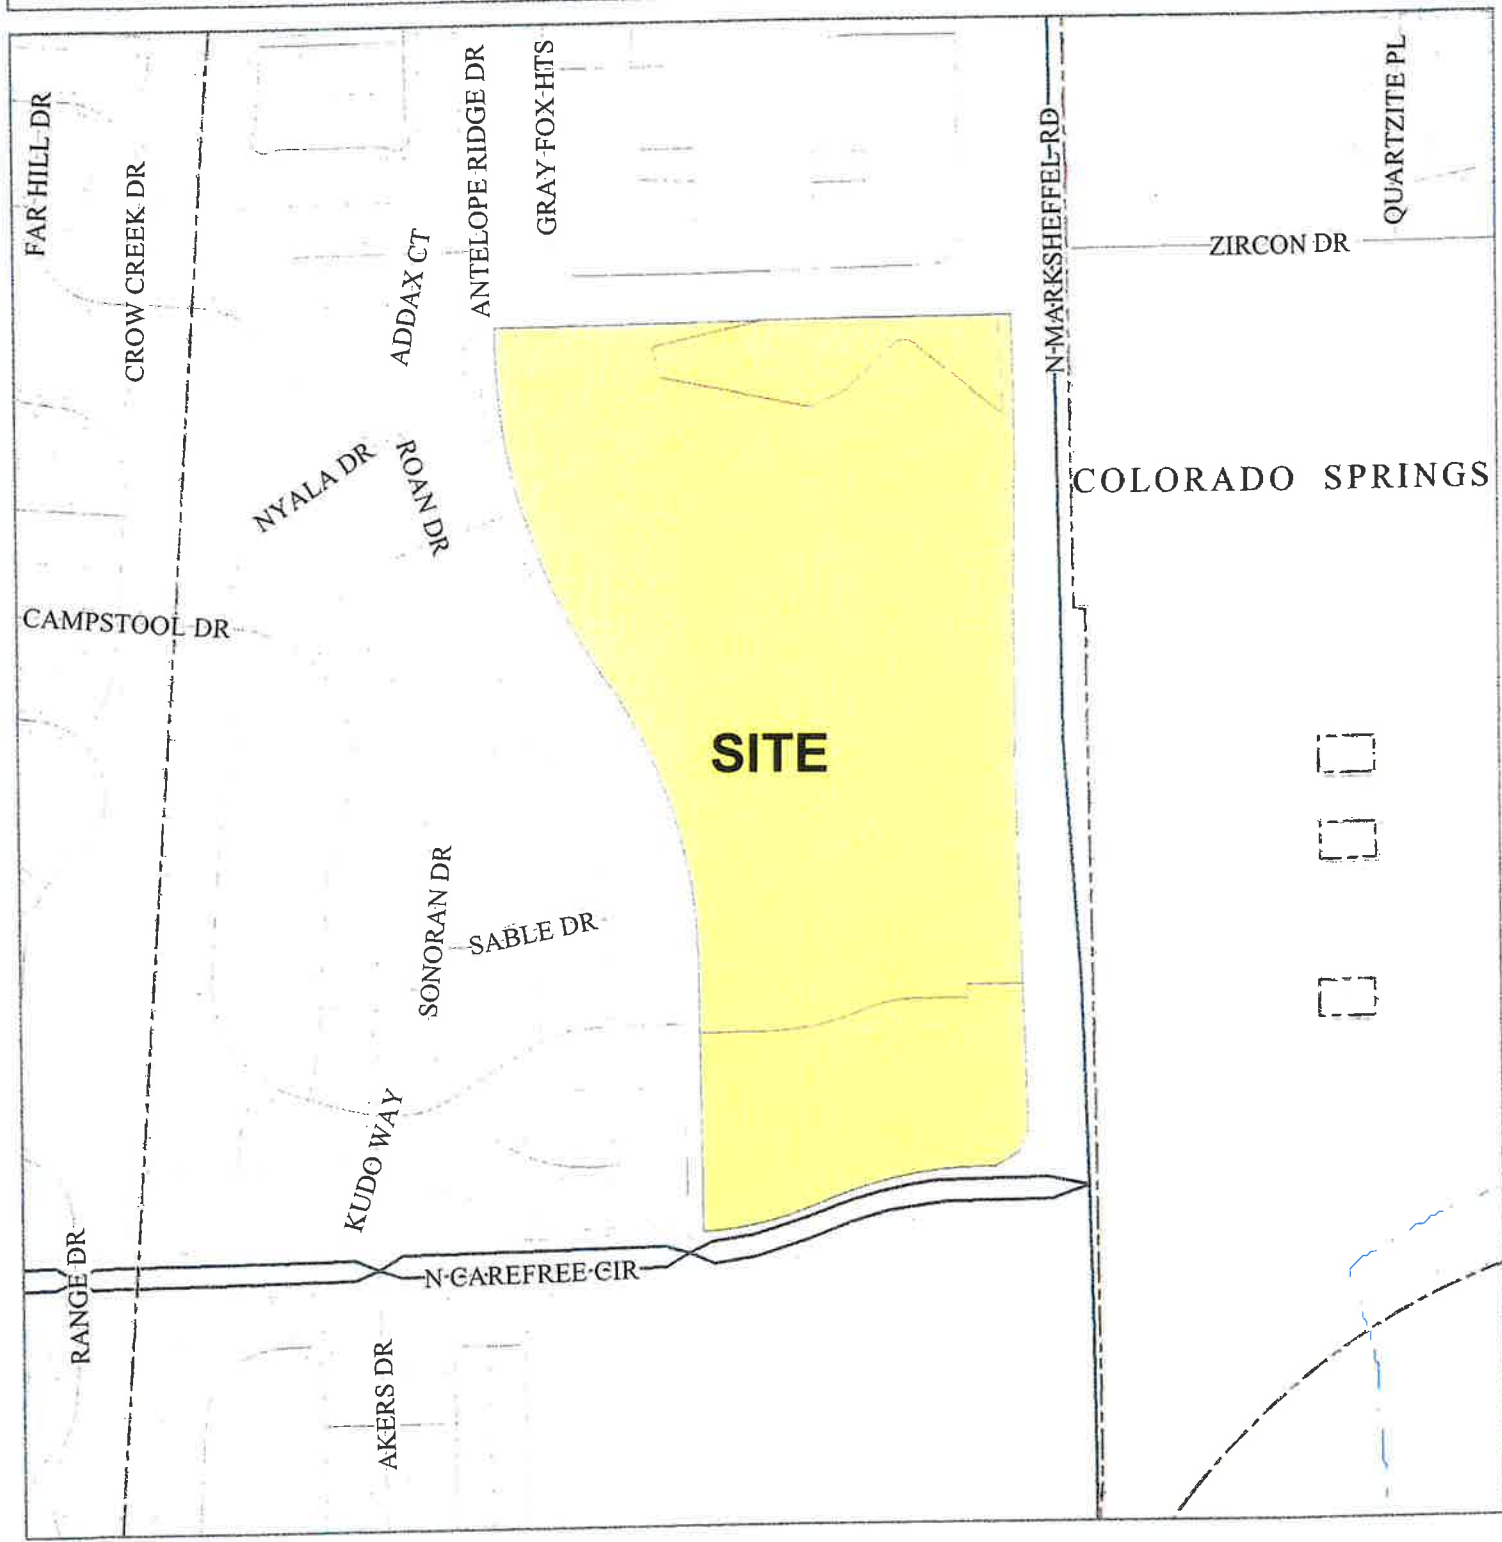 FAR HILL DR
CROW CREEK DR
ADDAX CT
ANTELOPE RIDGE DR
GRAY FOX HTS
N MARKSHEFFEL RD
QUARTZITE PL
ZIRCON DR
NYALA DR
ROAN DR
COLORADO SPRINGS
CAMPSTOOL DR
SITE
SONORAN DR
SABLE DR
KUDO WAY
RANGE DR
N CAREFREE CIR
AKERS DR